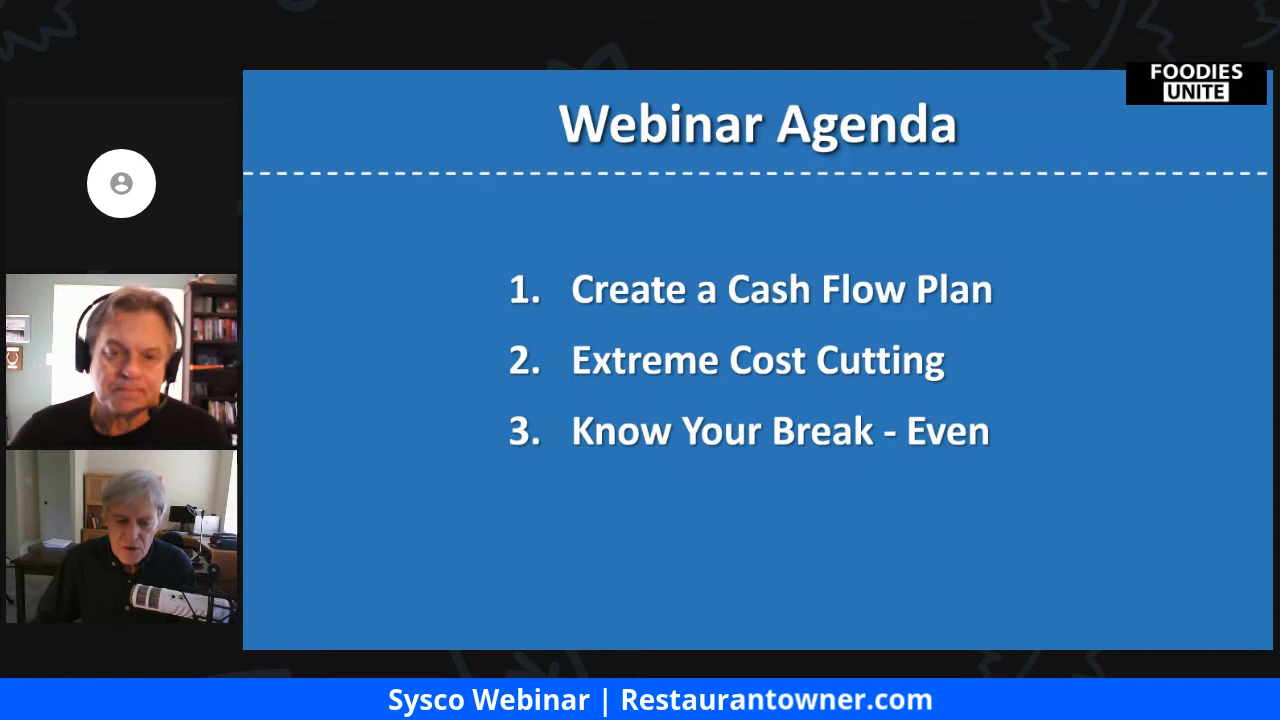 FOODIES
UNITE
Webinar Agenda
1. Create a Cash Flow Plan
2. Extreme Cost Cutting
3. Know Your Break - Even
Sysco Webinar | Restaurantowner.com